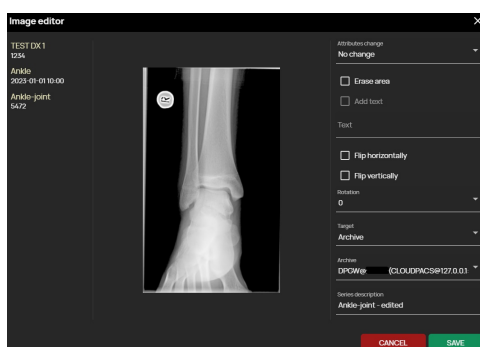 Image editor
X
TEST DX 1
1234
Ankle
2023-01-01 10:00
Ankle-joint
5472
Attributes change
No change
Erase area
Add text
Text
Flip horizontally
Flip vertically
Rotation
0
Target
Archive
Archive
DPGW@ (CLOUDPACS@127.0.0.1
Series description
Ankle-joint - edited
CANCEL
SAVE